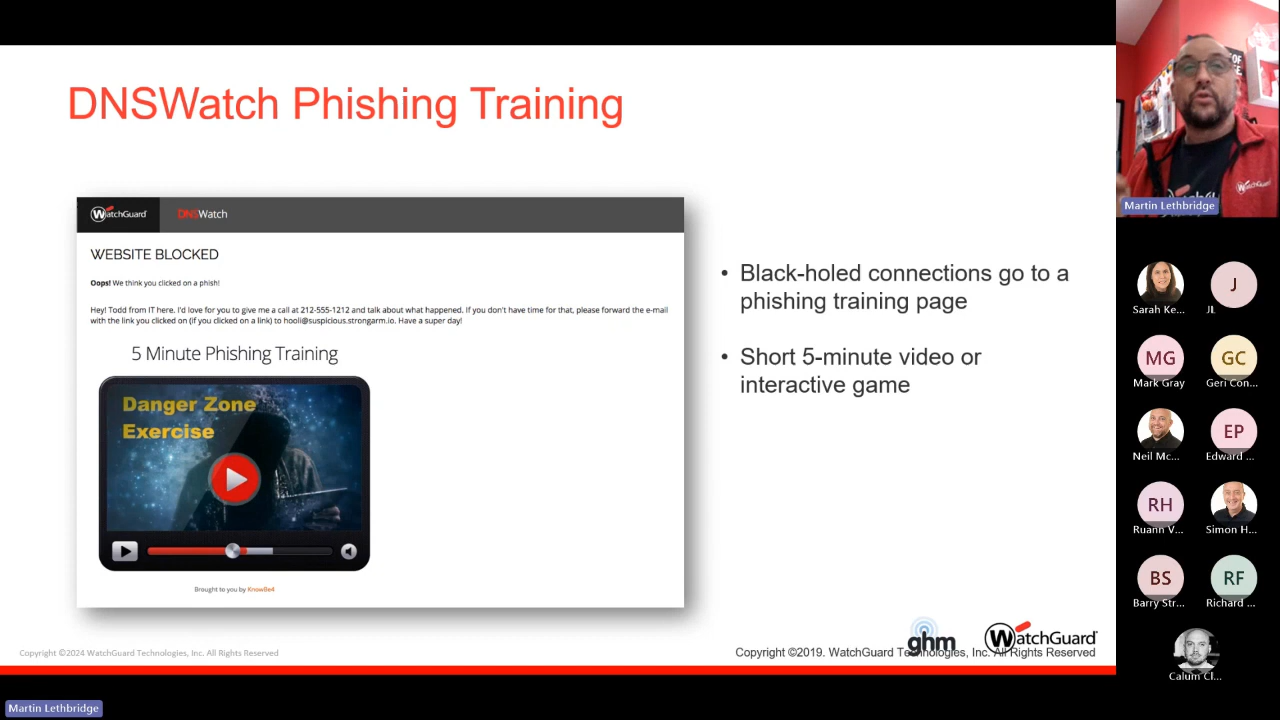 DNSWatch Phishing Training
WatchGuard
DNSWatch
WEBSITE BLOCKED
Oops! We think you clicked on a phish!
Hey! Todd from IT here. I'd love for you to give me a call at 212-555-1212 and talk about what happened. If you don't have time for that, please forward the e-mail
with the link you clicked on (if you clicked on a link) to hooli@suspicious.strongarm.io. Have a super day!
5 Minute Phishing Training
Danger Zone
Exercise
Brought to you by KnowBe4
• Black-holed connections go to a
phishing training page
• Short 5-minute video or
interactive game
ghm
WatchGuard
Copyright ©2024 WatchGuard Technologies, Inc. All Rights Reserved
Copyright ©2019. WatchGuard Technologies, Inc. All Rights Reserved
Martin Lethbridge
Martin Lethbridge
Sarah Ke...
J
JL
MG
Mark Gray
GC
Geri Con...
Neil Mc...
EP
Edward ...
RH
Ruann V...
Simon H...
BS
Barry Str...
RF
Richard ...
Calum Cl...